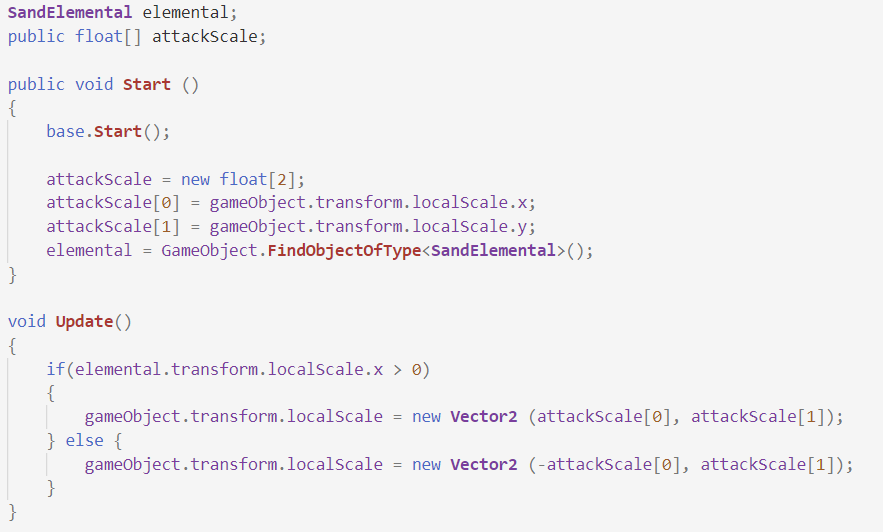 SandElemental elemental;
public float[] attackScale;

public void Start ()
{
    base.Start();

    attackScale = new float[2];
    attackScale[0] = gameObject.transform.localScale.x;
    attackScale[1] = gameObject.transform.localScale.y;
    elemental = GameObject.FindObjectOfType<SandElemental>();
}

void Update()
{
    if(elemental.transform.localScale.x > 0)
    {
        gameObject.transform.localScale = new Vector2 (attackScale[0], attackScale[1]);
    } else {
        gameObject.transform.localScale = new Vector2 (-attackScale[0], attackScale[1]);
    }
}